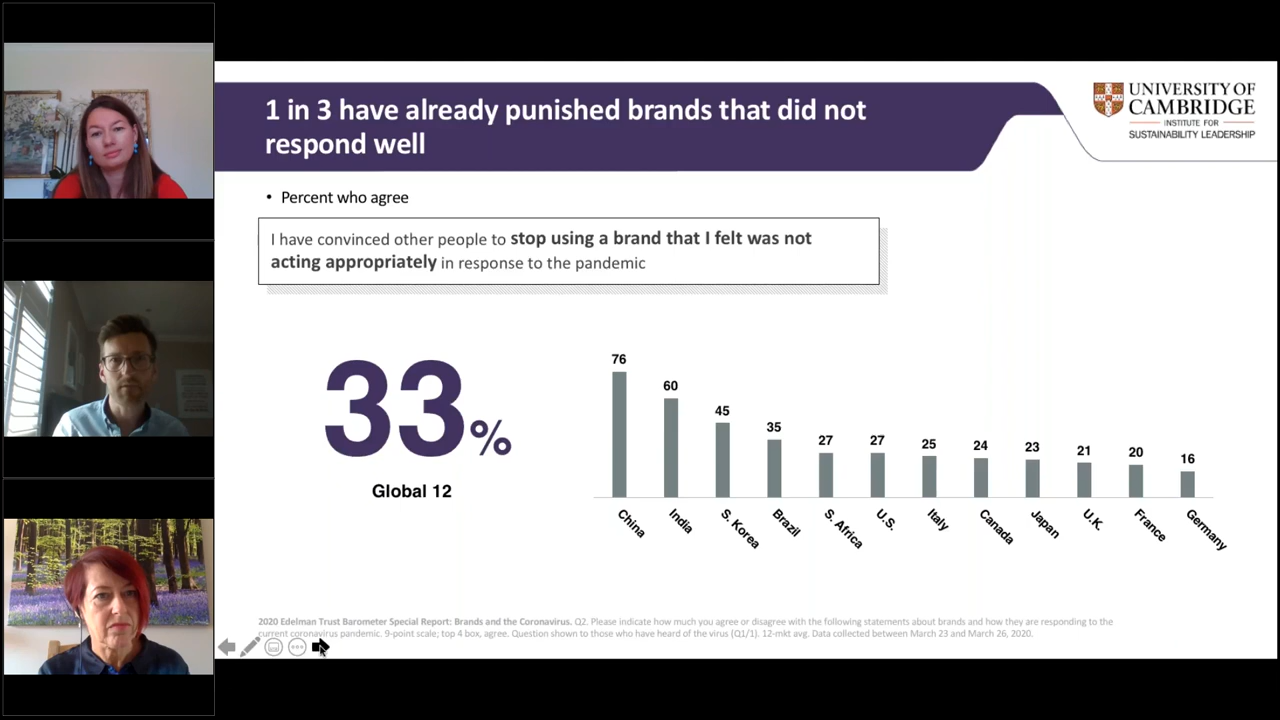 1 in 3 have already punished brands that did not
respond well
UNIVERSITY OF
CAMBRIDGE
INSTITUTE FOR
SUSTAINABILITY LEADERSHIP
• Percent who agree
I have convinced other people to stop using a brand that I felt was not
acting appropriately in response to the pandemic
33%
Global 12
76
60
45
35
27
27
25
24
23
21
20
16
China
India
S. Korea
Brazil
S. Africa
U.S.
Italy
Canada
Japan
U.K.
France
Germany
2020 Edelman Trust Barometer Special Report: Brands and the Coronavirus. Q2. Please indicate how much you agree or disagree with the following statements about brands and how they are responding to the
current coronavirus pandemic. 9-point scale; top 4 box, agree. Question shown to those who have heard of the virus (Q1/1). 12-mkt avg. Data collected between March 23 and March 26, 2020.